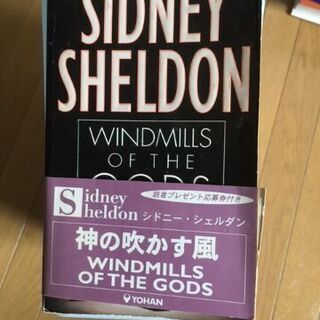 SIDNEY
SHELDON
WINDMILLS
OF THE
GODS
読者プレゼント応募券付き
Sidney
Sheldon シドニー・シェルダン
神の吹かす風
WINDMILLS
OF THE GODS
YOHAN